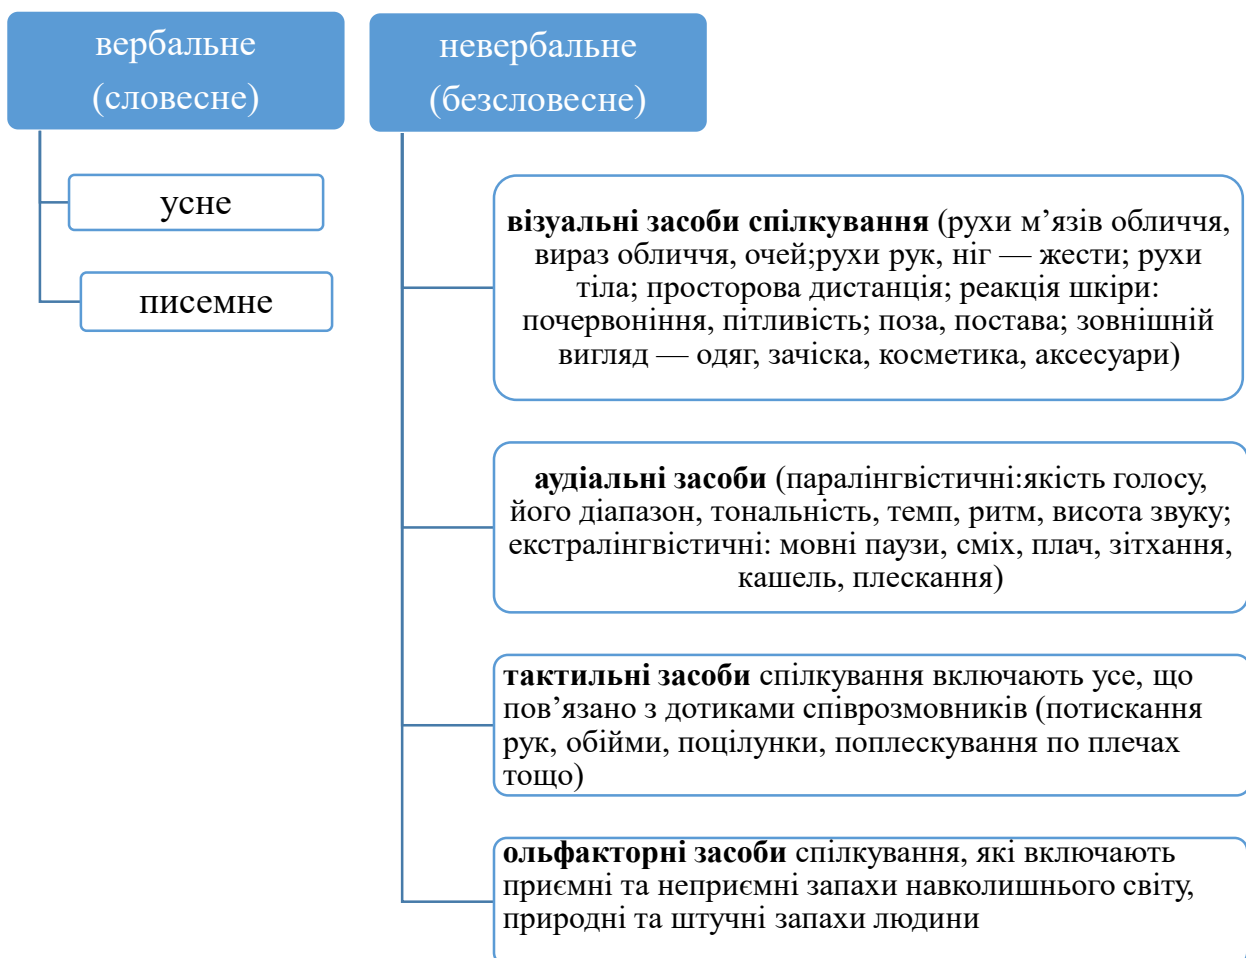 вербальне
(словесне)
усне
писемне
невербальне
(безсловесне)
візуальні засоби спілкування (рухи м’язів обличчя,
вираз обличчя, очей;рухи рук, ніг — жести; рухи
тіла; просторова дистанція; реакція шкіри:
почервоніння, пітливість; поза, постава; зовнішній
вигляд — одяг, зачіска, косметика, аксесуари)
аудіальні засоби (паралінгвістичні:якість голосу,
його діапазон, тональність, темп, ритм, висота звуку;
екстралінгвістичні: мовні паузи, сміх, плач, зітхання,
кашель, плескання)
тактильні засоби спілкування включають усе, що
пов’язано з дотиками співрозмовників (потискання
рук, обійми, поцілунки, поплескування по плечах
тощо)
ольфакторні засоби спілкування, які включають
приємні та неприємні запахи навколишнього світу,
природні та штучні запахи людини